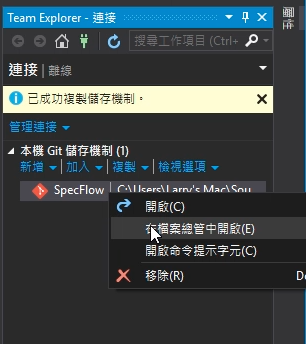 Team Explorer - 連接
搜尋工作項目 (Ctrl+
連接 | 離線
已成功複製儲存機制。
管理連接
本機 Git 儲存機制 (1)
新增 | 加入 | 複製 | 檢視選項
SpecFlow | C:\Users\Larry's Mac\Sou
開啟(C)
在檔案總管中開啟(E)
開啟命令提示字元(C)
移除(R) De